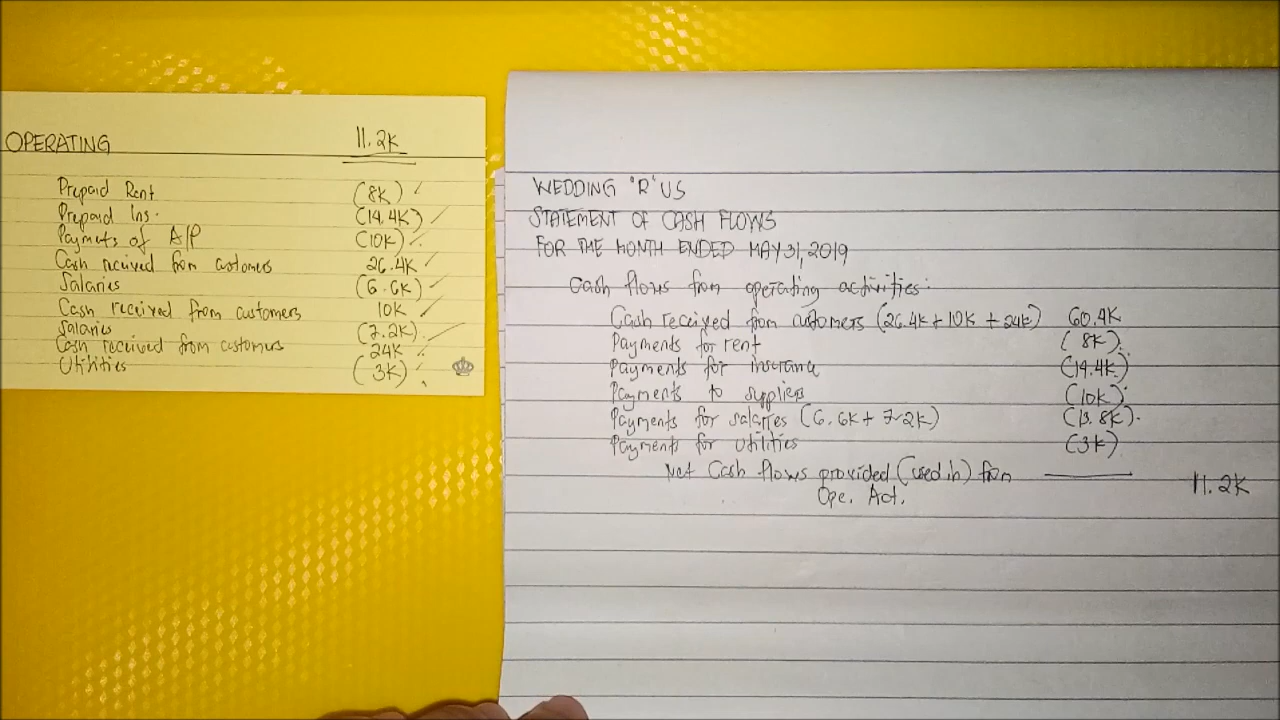 OPERATING 11.2K
Prepaid Rent (8K)
Prepaid Ins. (14.4K)
Paymets of A/P (10K)
Cash received from customers 26.4K
Salaries (6.6K)
Cash received from customers 10K
Salaries (7.2K)
Cash received from customers 24K
Utilities (3K)
WEDDING "R" US
STATEMENT OF CASH FLOWS
FOR THE MONTH ENDED MAY 31, 2019
Cash flows from operating activities:
Cash received from customers (26.4K + 10K + 24K) 60.4K
Payments for rent (8K)
Payments for insurance (14.4K)
Payments to suppliers (10K)
Payments for salaries (6.6K + 7.2K) (13.8K)
Payments for utilities (3K)
Net Cash flows provided (used in) from
Ope. Act. 11.2K